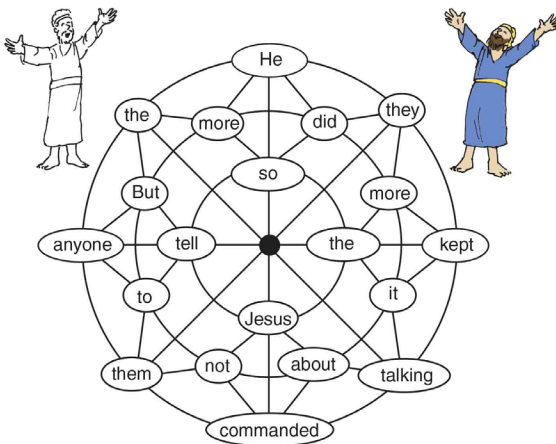 He
the
they
more
did
so
But
more
anyone
tell
the
kept
to
it
Jesus
them
not
about
talking
commanded